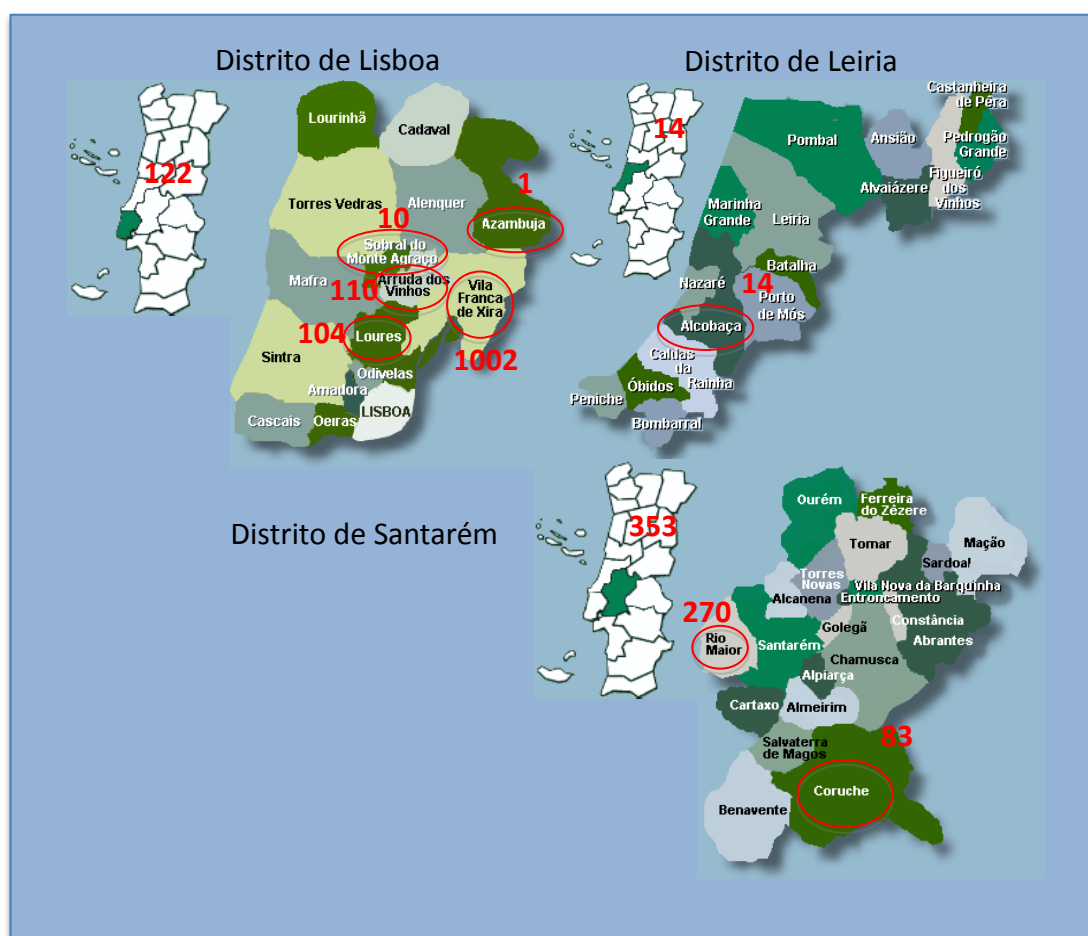 Distrito de Lisboa
122
Lourinhã
Cadaval
1
Torres Vedras
Alenquer
10
Azambuja
Sobral do
Monte Agraço
Mafra
110
Arruda dos
Vinhos
Vila
Franca
de Xira
104
Loures
1002
Sintra
Odivelas
Amadora
LISBOA
Cascais
Oeiras
Distrito de Leiria
14
Castanheira
de Pêra
Pombal
Ansião
Pedrogão
Grande
Alvaiázere
Figueiró
dos
Vinhos
Marinha
Grande
Leiria
Batalha
Nazaré
14
Porto
de Mós
Alcobaça
Caldas
da
Rainha
Óbidos
Peniche
Bombarral
Distrito de Santarém
353
Ourém
Ferreira
do Zêzere
Tomar
Mação
Sardoal
Torres
Novas
Vila Nova da Barquinha
Alcanena
Entroncamento
270
Constância
Golegã
Rio
Maior
Santarém
Abrantes
Chamusca
Alpiarça
Cartaxo
Almeirim
83
Salvaterra
de Magos
Coruche
Benavente